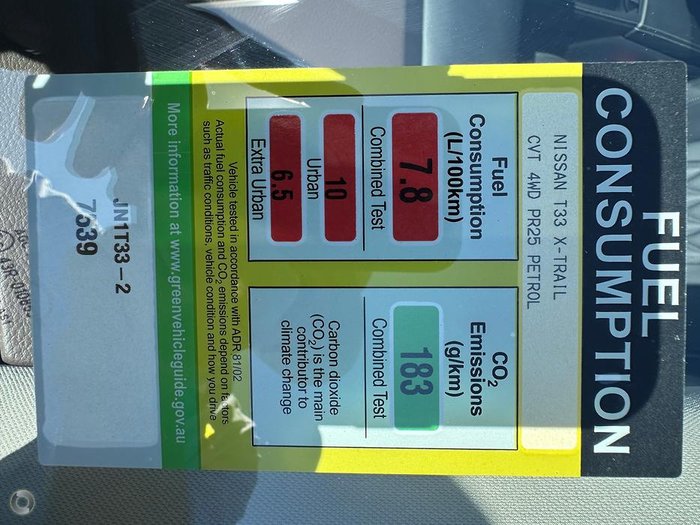 FUEL
CONSUMPTION
NISSAN T33 X-TRAIL
CVT 4WD PR25 PETROL
Fuel
Consumption
(L/100km)
Combined Test
7.8
10
Urban
6.5
Extra Urban
CO2
Emissions
(g/km)
Combined Test
183
Carbon dioxide
(CO2) is the main
contributor to
climate change
Vehicle tested in accordance with ADR 81/02
Actual fuel consumption and CO2 emissions depend on factors
such as traffic conditions, vehicle condition and how you drive
More information at www.greenvehicleguide.gov.au
JN1T33-2
7539